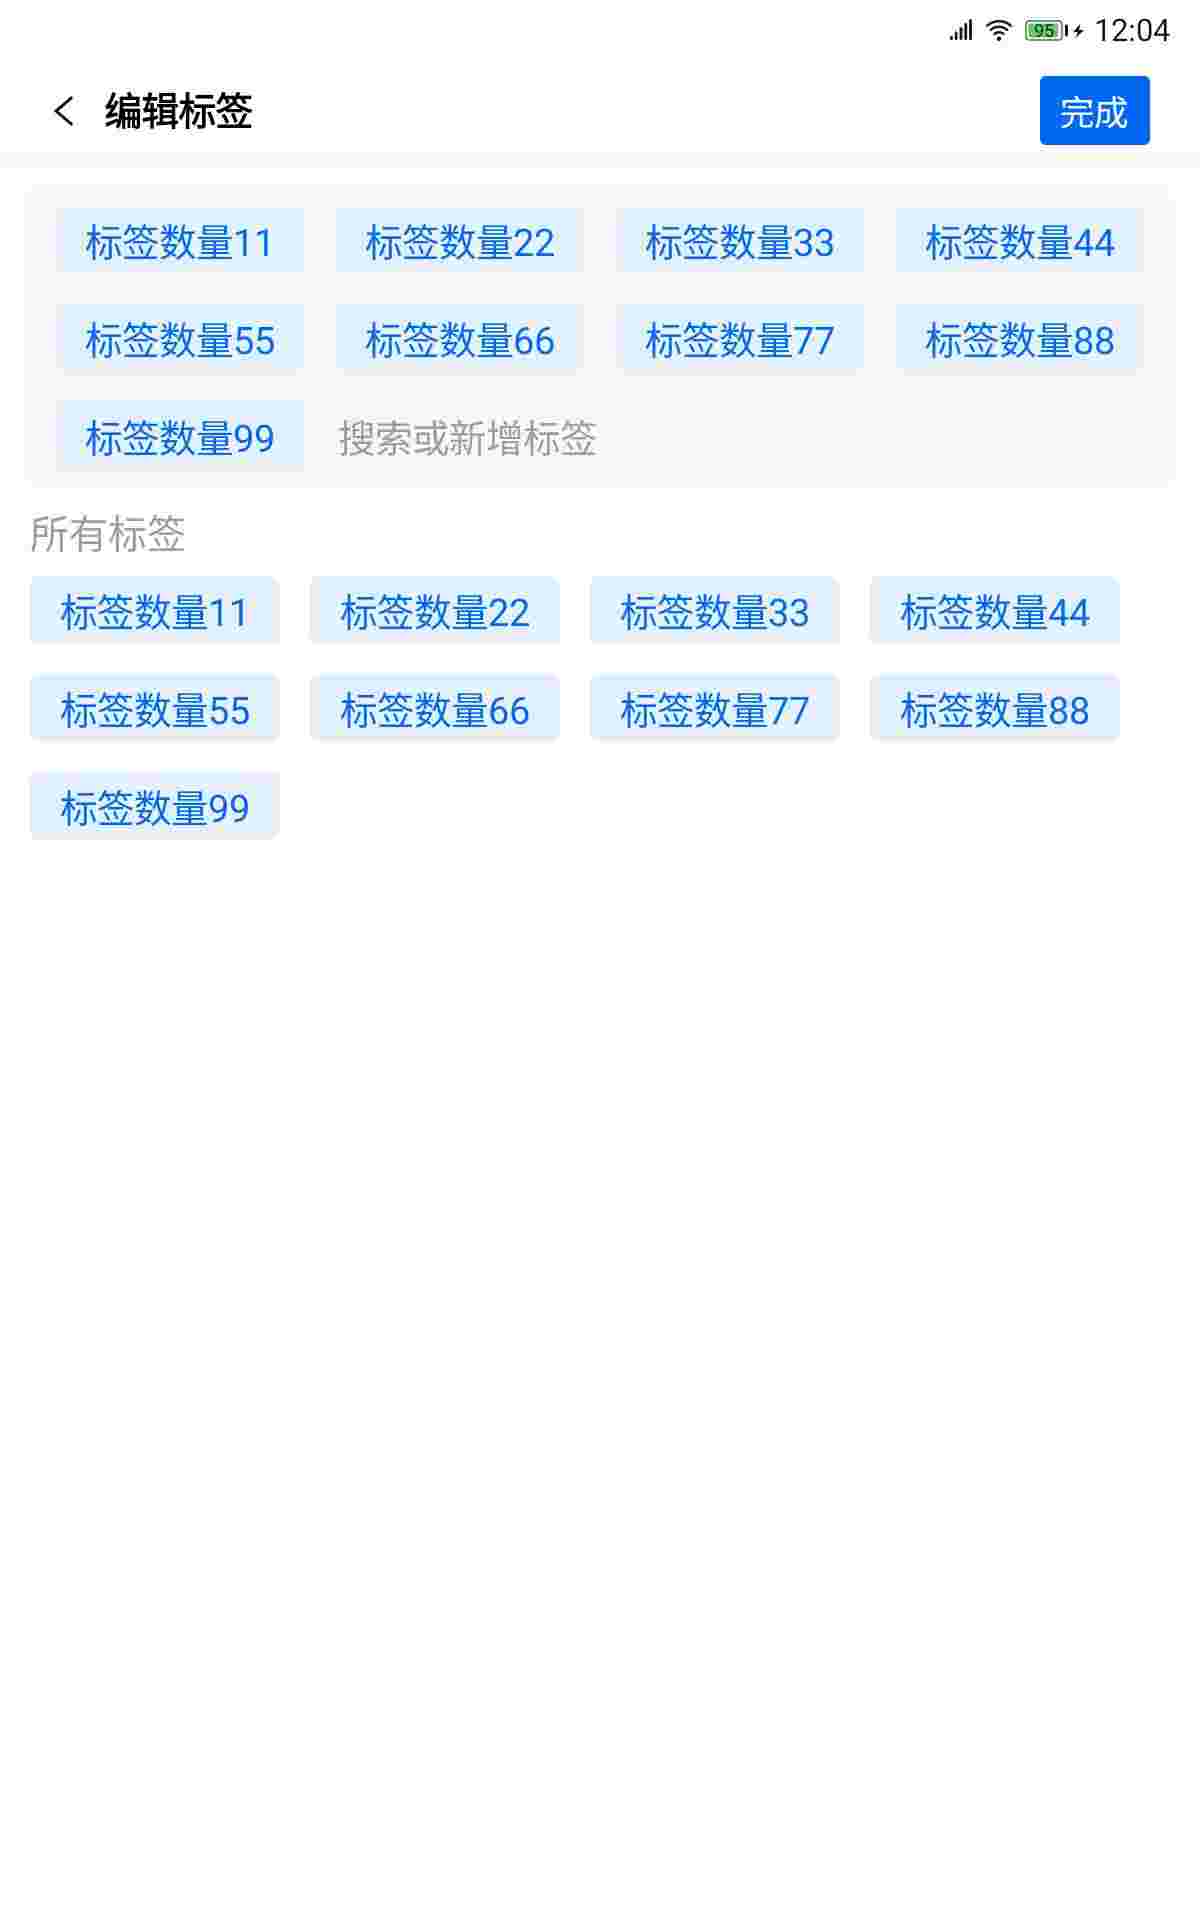 95 12:04
编辑标签 完成
标签数量11 标签数量22 标签数量33 标签数量44
标签数量55 标签数量66 标签数量77 标签数量88
标签数量99 搜索或新增标签
所有标签
标签数量11 标签数量22 标签数量33 标签数量44
标签数量55 标签数量66 标签数量77 标签数量88
标签数量99